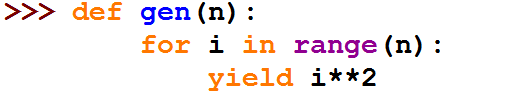 >>> def gen(n):
        for i in range(n):
            yield i**2